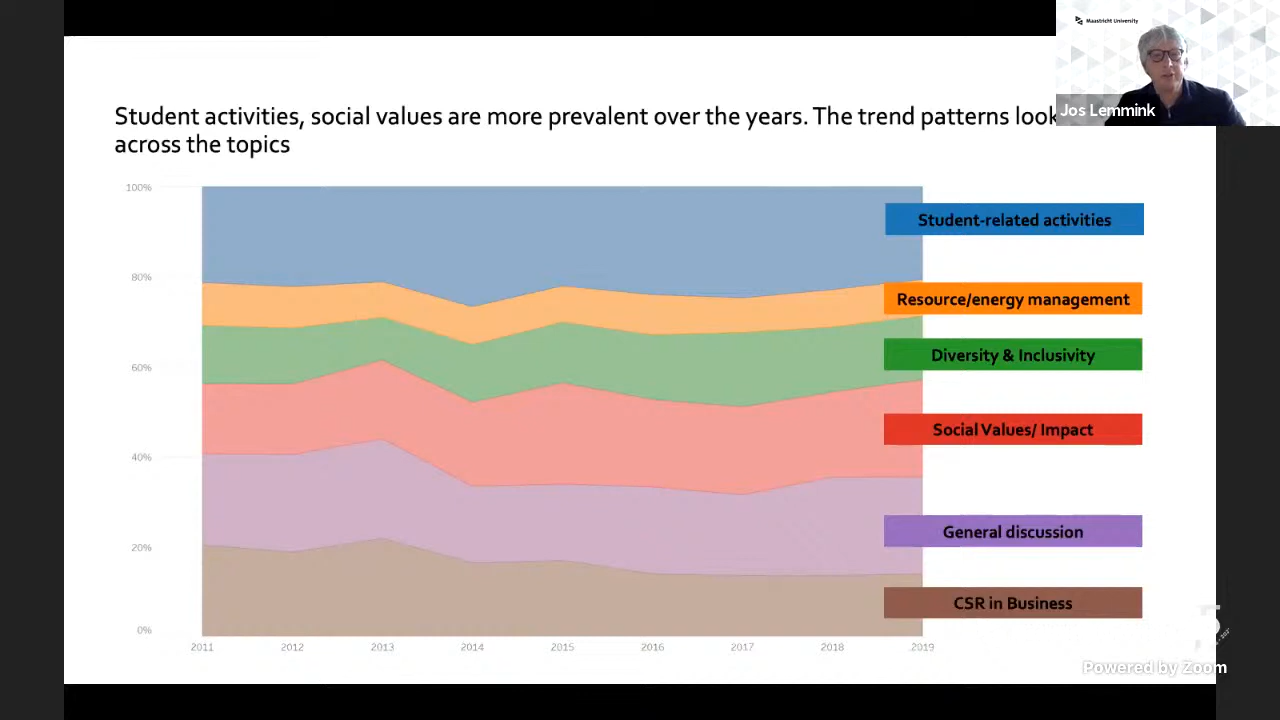 Maastricht University
Jos Lemmink
Student activities, social values are more prevalent over the years. The trend patterns look
across the topics
100%
80%
60%
40%
20%
0%
2011 2012 2013 2014 2015 2016 2017 2018 2019
Student-related activities
Resource/energy management
Diversity & Inclusivity
Social Values/ Impact
General discussion
CSR in Business
Powered by Zoom